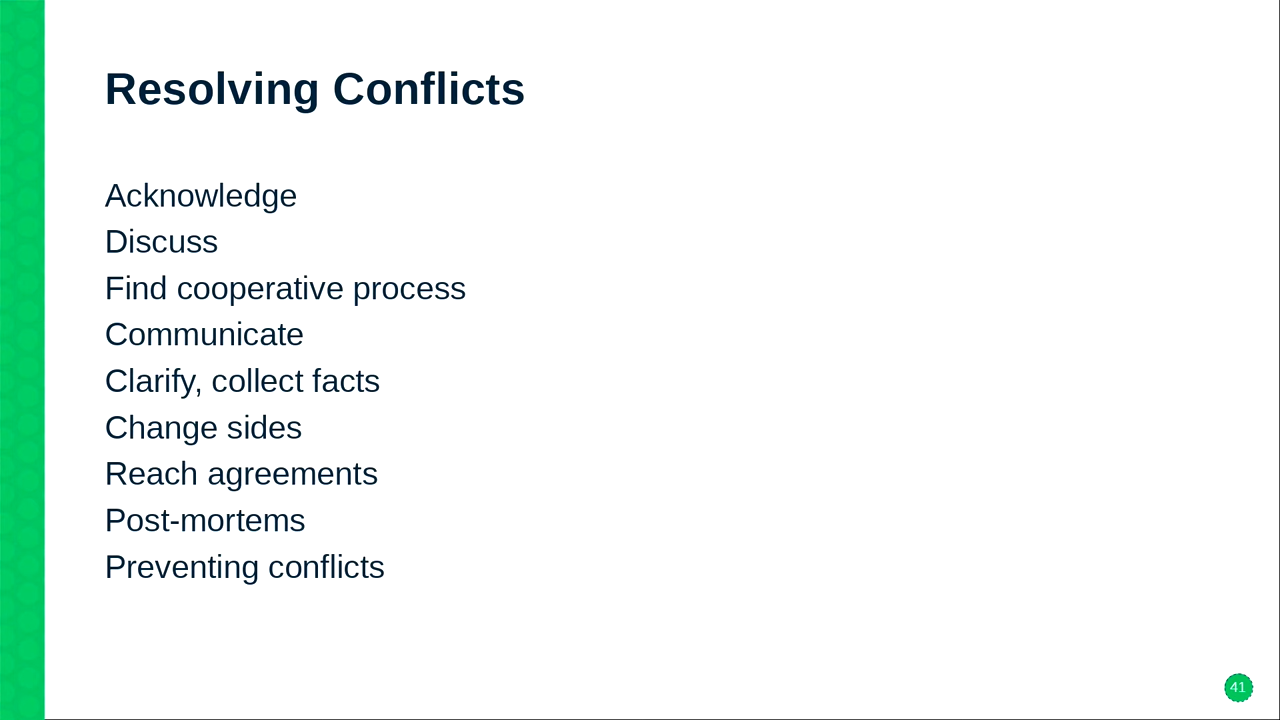 Resolving Conflicts
Acknowledge
Discuss
Find cooperative process
Communicate
Clarify, collect facts
Change sides
Reach agreements
Post-mortems
Preventing conflicts
41